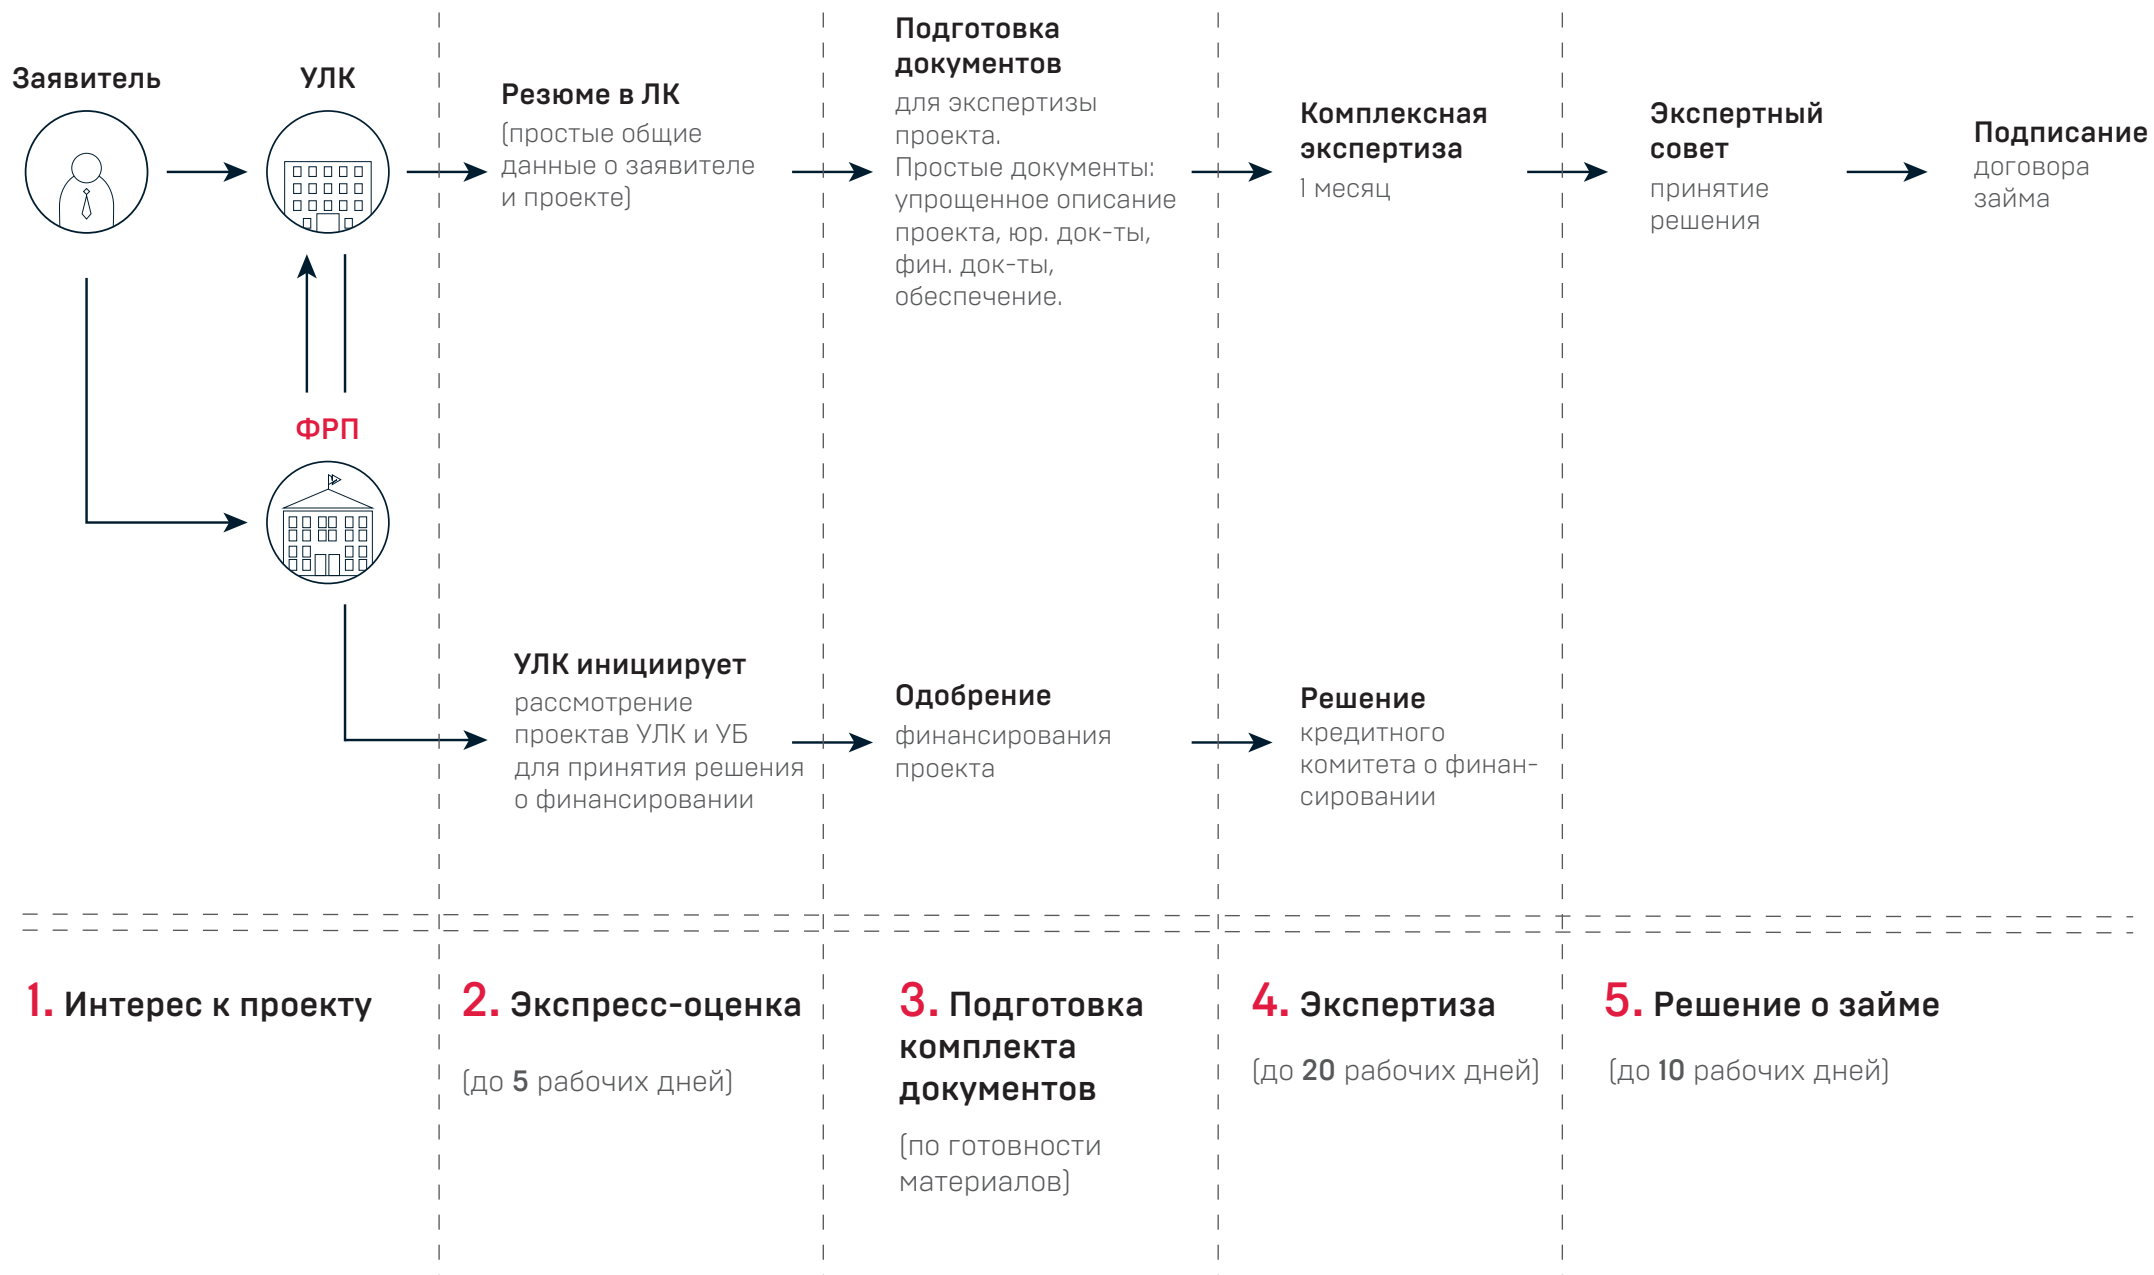 Заявитель
УЛК
ФРП
Резюме в ЛК
(простые общие
данные о заявителе
и проекте)
Подготовка
документов
для экспертизы
проекта.
Простые документы:
упрощенное описание
проекта, юр. док-ты,
фин. док-ты,
обеспечение.
Комплексная
экспертиза
1 месяц
Экспертный
совет
принятие
решения
Подписание
договора
займа
УЛК инициирует
рассмотрение
проектав УЛК и УБ
для принятия решения
о финансировании
Одобрение
финансирования
проекта
Решение
кредитного
комитета о финан-
сировании
1. Интерес к проекту
2. Экспресс-оценка
(до 5 рабочих дней)
3. Подготовка
комплекта
документов
(по готовности
материалов)
4. Экспертиза
(до 20 рабочих дней)
5. Решение о займе
(до 10 рабочих дней)